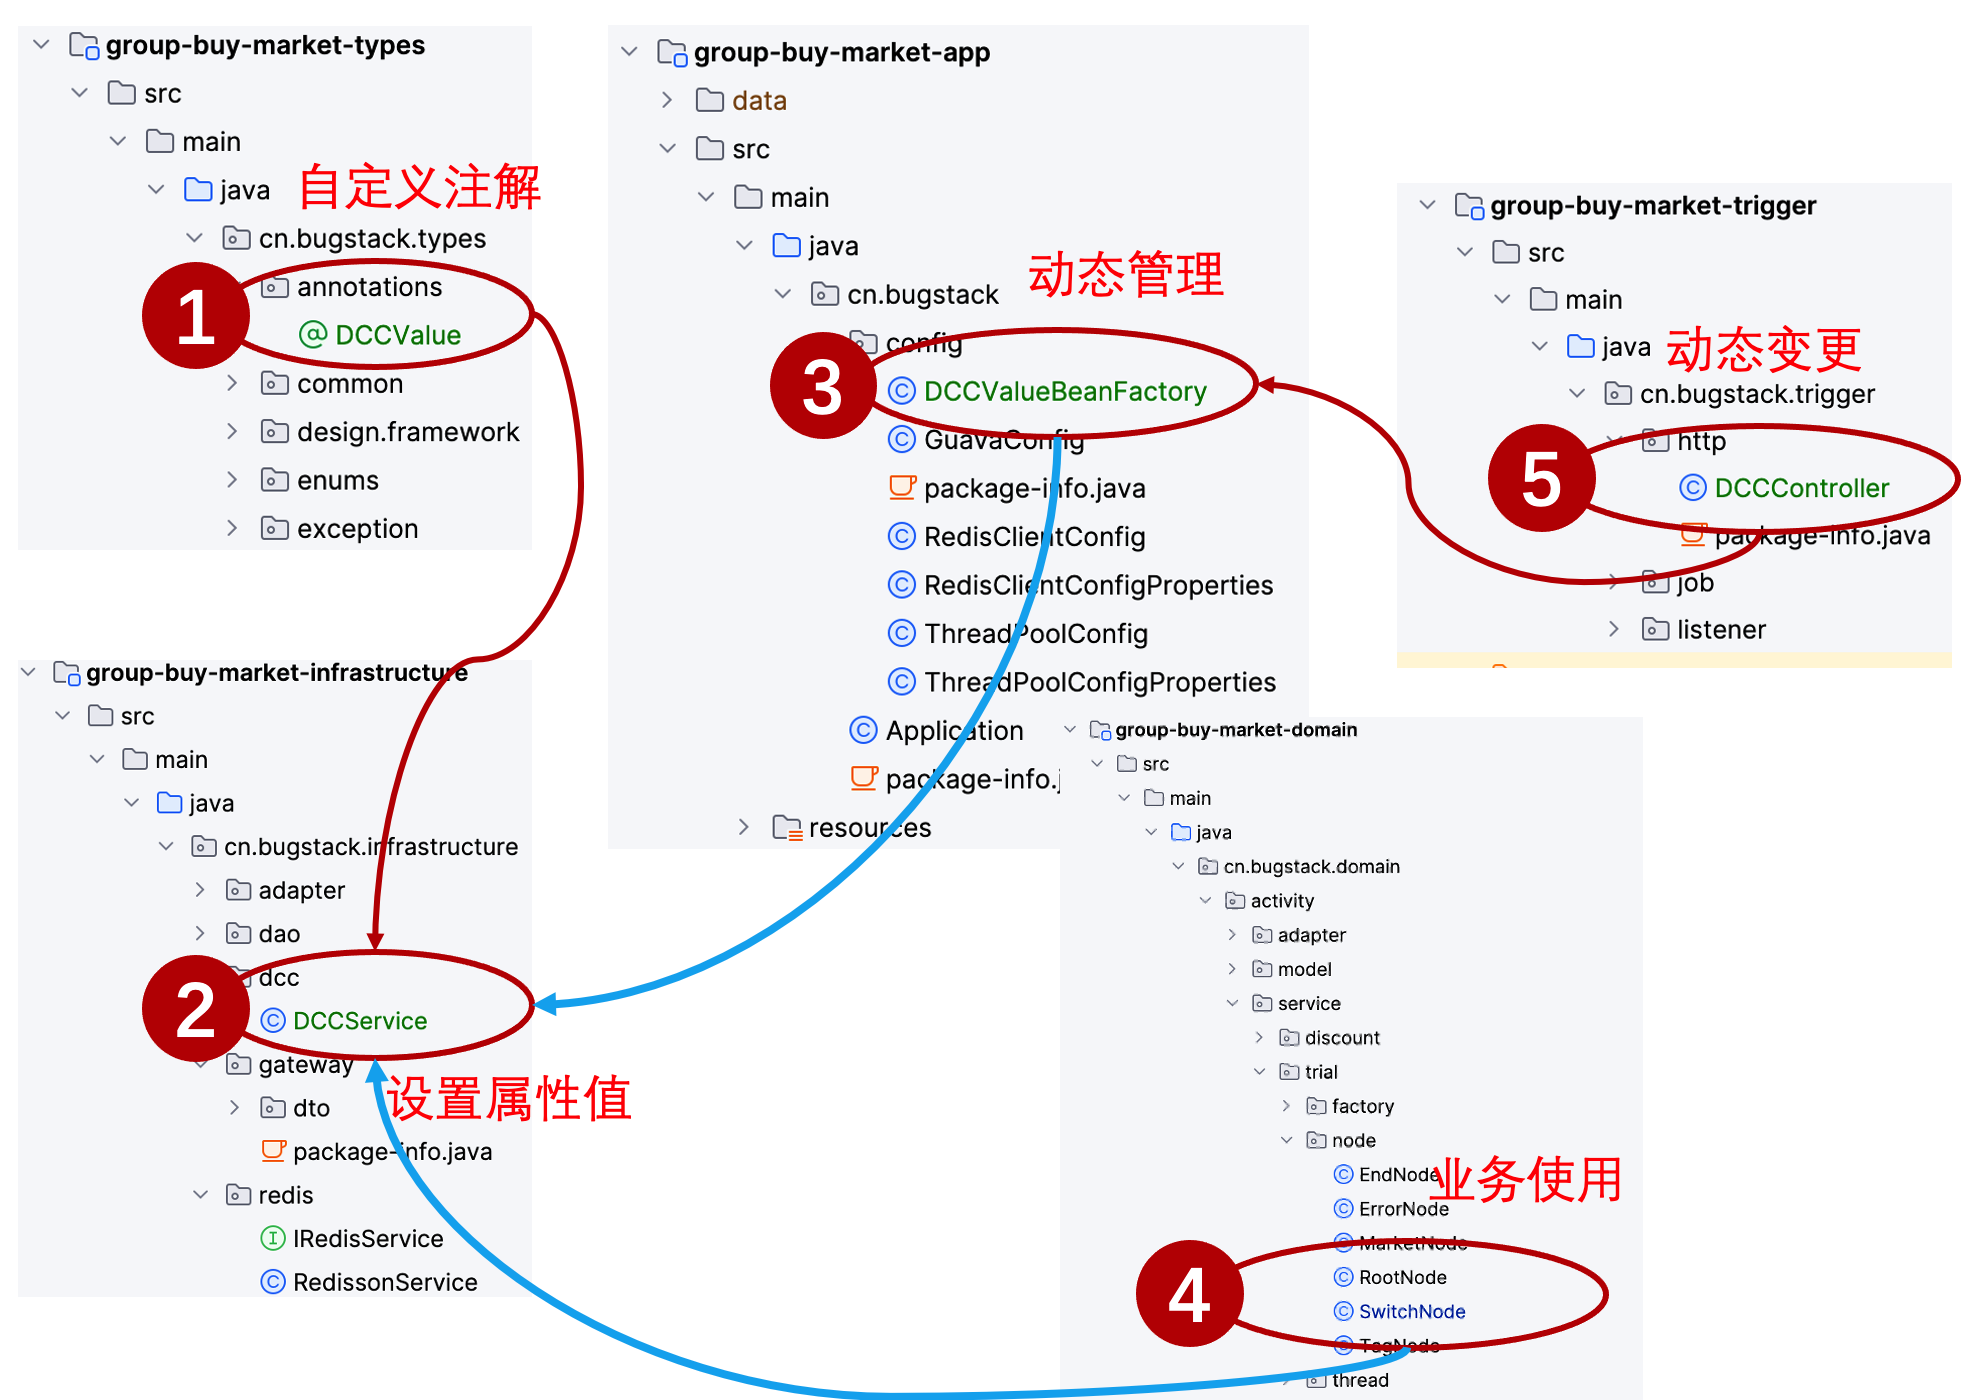 group-buy-market-types
src
main
java
自定义注解
cn.bugstack.types
annotations
1
DCCValue
common
design.framework
enums
exception
group-buy-market-infrastructure
src
main
java
cn.bugstack.infrastructure
adapter
dao
dcc
2
DCCService
gateway
设置属性值
dto
package-info.java
redis
IRedisService
RedissonService
group-buy-market-app
data
src
main
java
动态管理
cn.bugstack
config
3
DCCValueBeanFactory
GuavaConfig
package-info.java
RedisClientConfig
RedisClientConfigProperties
ThreadPoolConfig
ThreadPoolConfigProperties
Application
package-info.j
resources
group-buy-market-domain
src
main
java
cn.bugstack.domain
activity
adapter
model
service
discount
trial
factory
node
EndNode
业务使用
ErrorNode
MarketNode
4
RootNode
SwitchNode
TagNode
thread
group-buy-market-trigger
src
main
java
动态变更
cn.bugstack.trigger
http
5
DCCController
package-info.java
job
listener